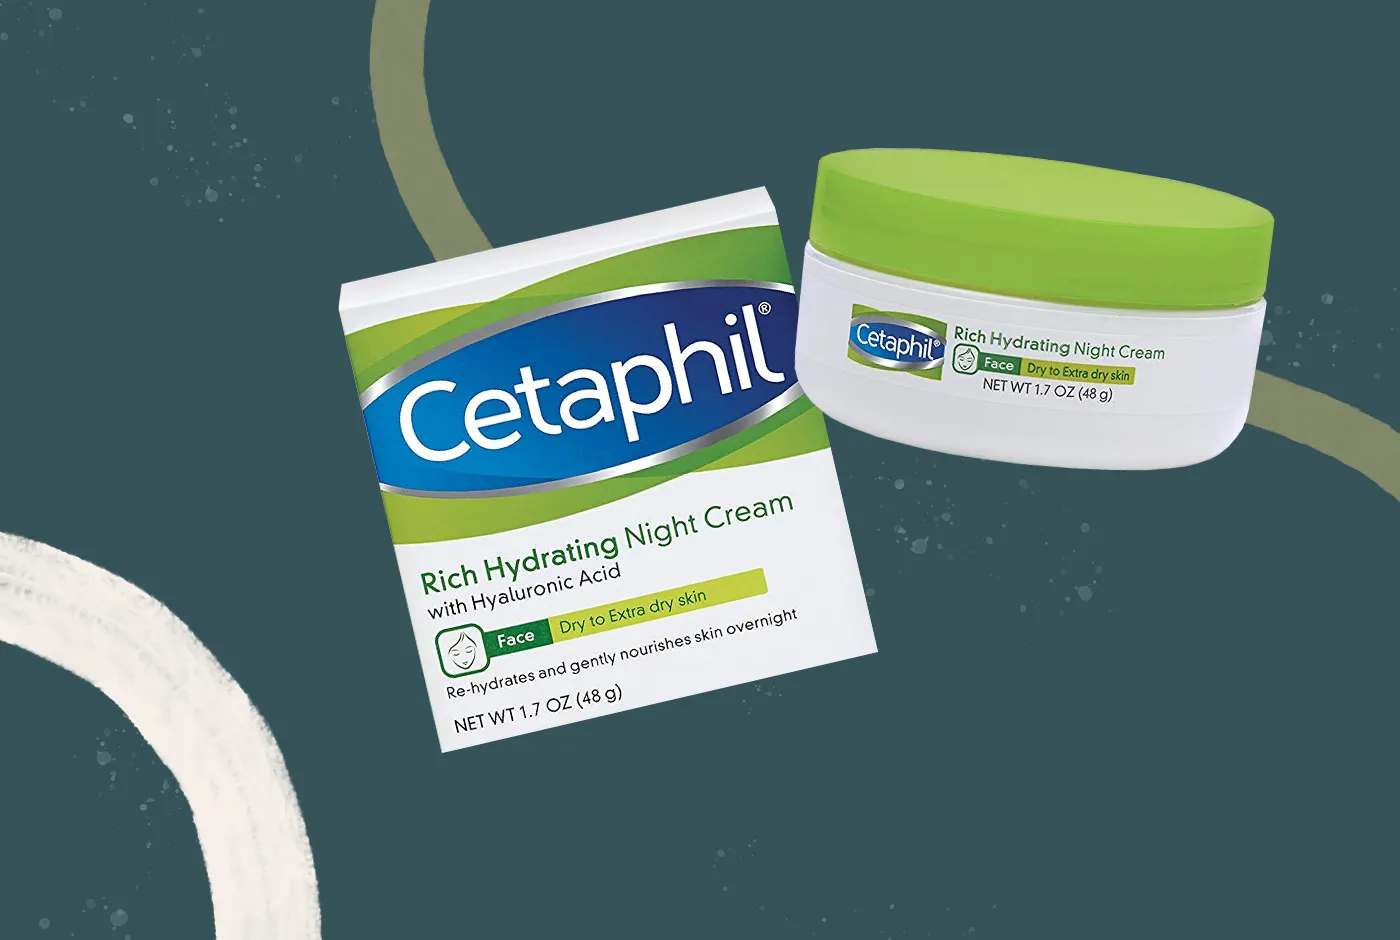 Cetaphil®
Rich Hydrating Night Cream
with Hyaluronic Acid
Face Dry to Extra dry skin
Re-hydrates and gently nourishes skin overnight
NET WT 1.7 OZ (48 g)
Cetaphil®
Rich Hydrating Night Cream
Face Dry to Extra dry skin
NET WT 1.7 OZ (48 g)